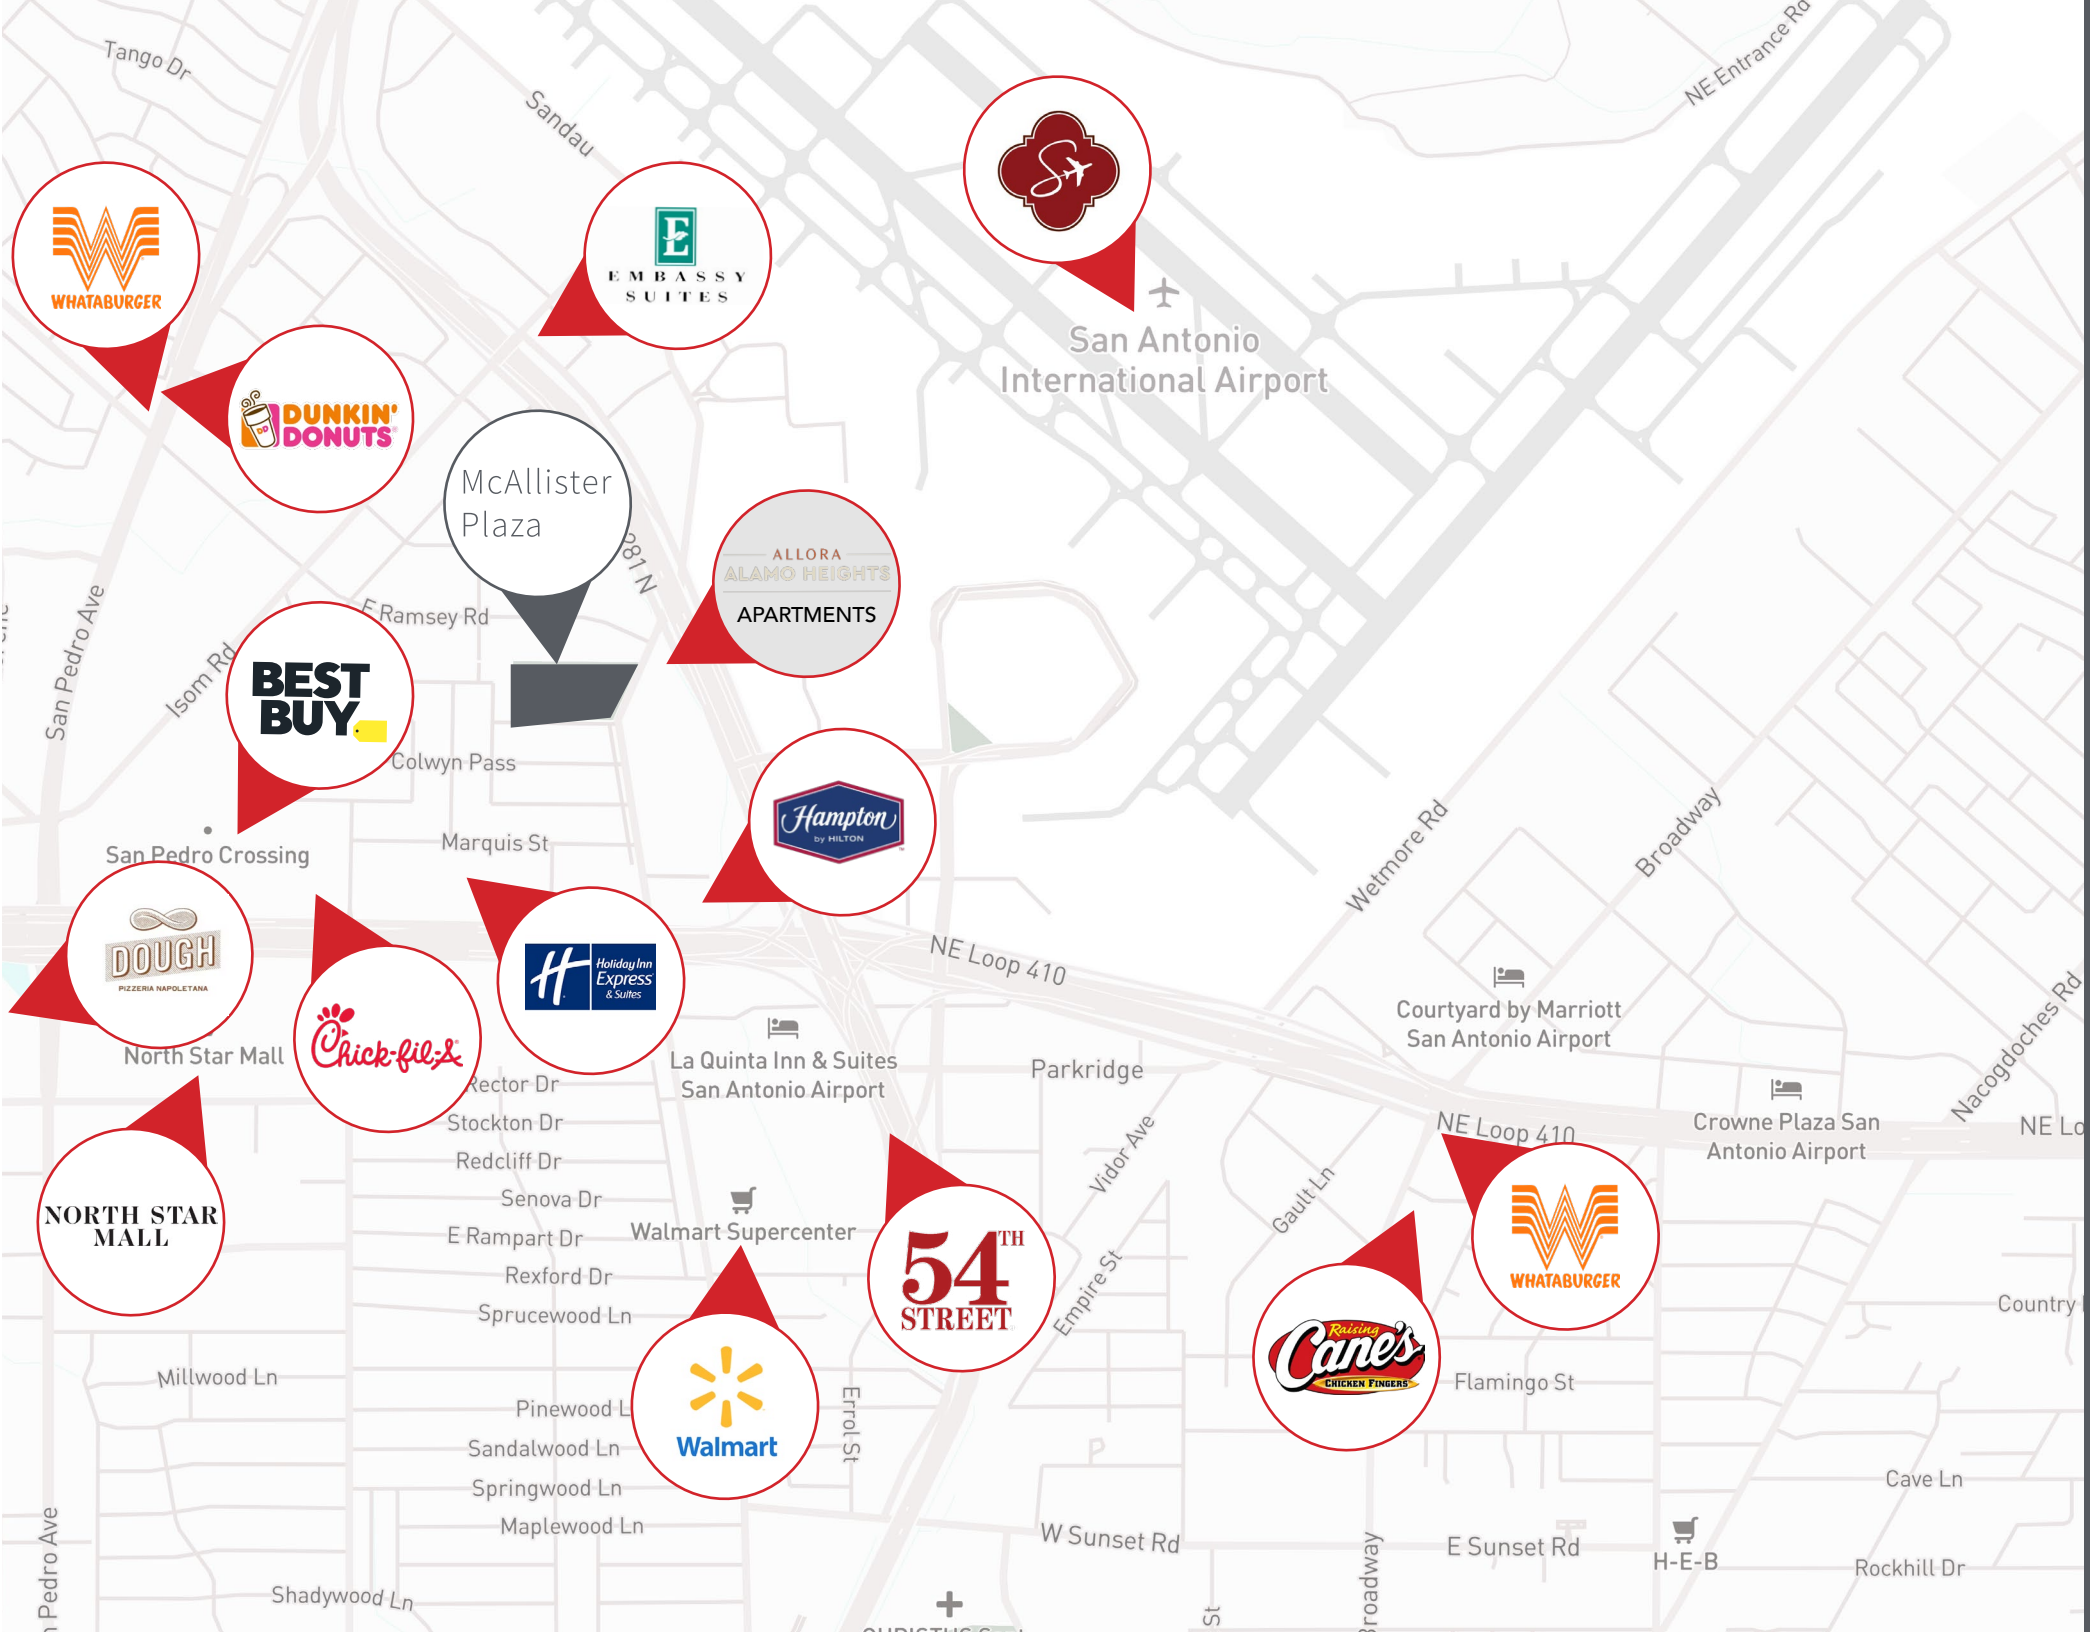 Tango Dr
Sandau
NE Entrance Rd
WHATABURGER
E
EMBASSY
SUITES
S
San Antonio
International Airport
DUNKIN'
DONUTS
DD
McAllister
Plaza
281 N
ALLORA
ALAMO HEIGHTS
APARTMENTS
E Ramsey Rd
San Pedro Ave
Isom Rd
BEST
BUY
Colwyn Pass
Hampton
by HILTON
Marquis St
San Pedro Crossing
Wetmore Rd
Broadway
DOUGH
PIZZERIA NAPOLETANA
Holiday Inn
Express
& Suites
NE Loop 410
Chick-fil-A
Courtyard by Marriott
San Antonio Airport
Nacogdoches Rd
North Star Mall
La Quinta Inn & Suites
San Antonio Airport
Parkridge
Rector Dr
Stockton Dr
Redcliff Dr
Senova Dr
E Rampart Dr
Rexford Dr
Sprucewood Ln
Vidor Ave
Gault Ln
NE Loop 410
Crowne Plaza San
Antonio Airport
NE Lo
NORTH STAR
MALL
Walmart Supercenter
54TH
STREET
Empire St
WHATABURGER
Country
Raising
Cane's
CHICKEN FINGERS
Millwood Ln
Walmart
Errol St
Flamingo St
Pinewood L
Sandalwood Ln
Springwood Ln
Maplewood Ln
Cave Ln
W Sunset Rd
E Sunset Rd
H-E-B
Rockhill Dr
Pedro Ave
Shadywood Ln
St
Broadway